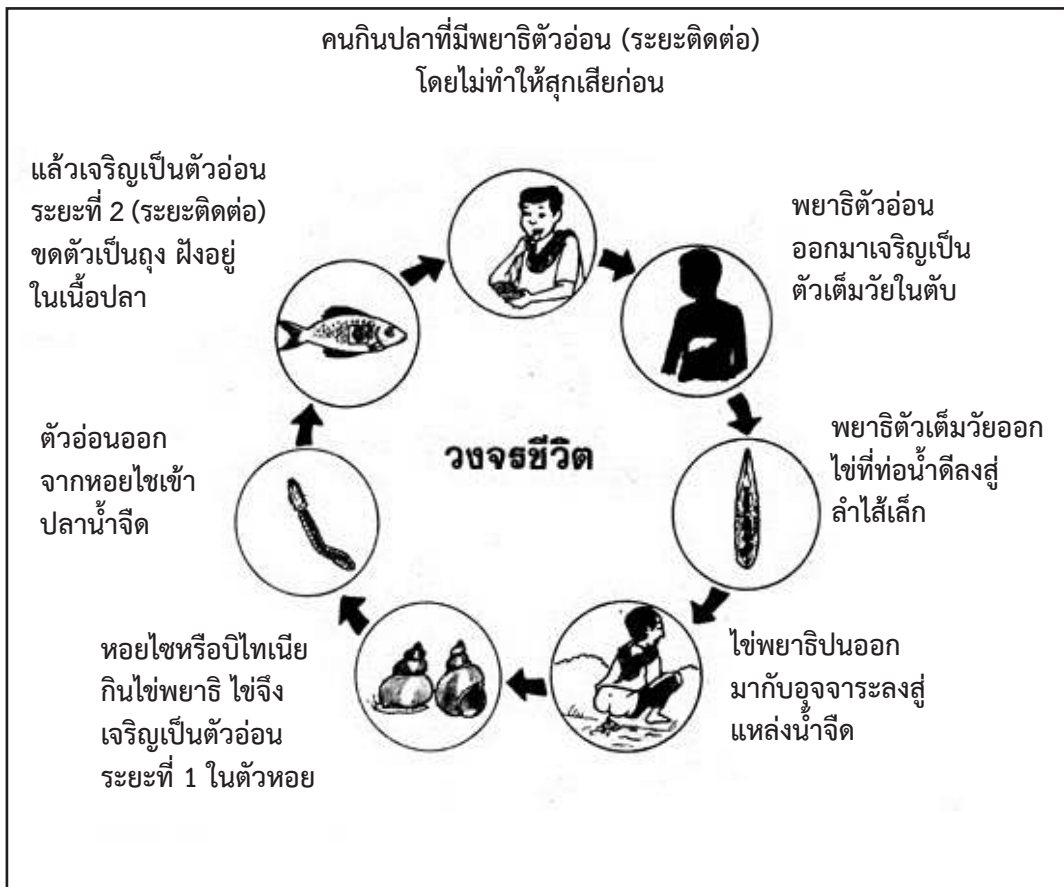 คนกินปลาที่มีพยาธิตัวอ่อน (ระยะติดต่อ)
โดยไม่ทำให้สุกเสียก่อน
พยาธิตัวอ่อน
ออกมาเจริญเป็น
ตัวเต็มวัยในตับ
พยาธิตัวเต็มวัยออก
ไข่ที่ท่อน้ำดีลงสู่
ลำไส้เล็ก
ไข่พยาธิปนออก
มากับอุจจาระลงสู่
แหล่งน้ำจืด
หอยไซหรือบิไทเนีย
กินไข่พยาธิ ไข่จึง
เจริญเป็นตัวอ่อน
ระยะที่ 1 ในตัวหอย
ตัวอ่อนออก
จากหอยไชเข้า
ปลาน้ำจืด
แล้วเจริญเป็นตัวอ่อน
ระยะที่ 2 (ระยะติดต่อ)
ขดตัวเป็นถุง ฝังอยู่
ในเนื้อปลา
วงจรชีวิต